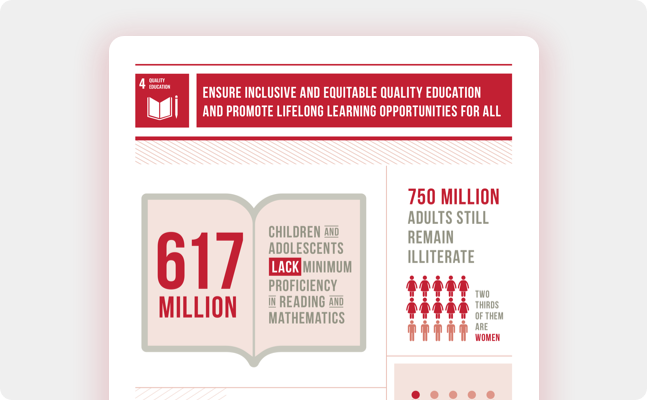 4 QUALITY
EDUCATION
ENSURE INCLUSIVE AND EQUITABLE QUALITY EDUCATION
AND PROMOTE LIFELONG LEARNING OPPORTUNITIES FOR ALL
617
MILLION
CHILDREN AND
ADOLESCENTS
LACK MINIMUM
PROFICIENCY
IN READING AND
MATHEMATICS
750 MILLION
ADULTS STILL
REMAIN
ILLITERATE
TWO
THIRDS
OF THEM
ARE
WOMEN